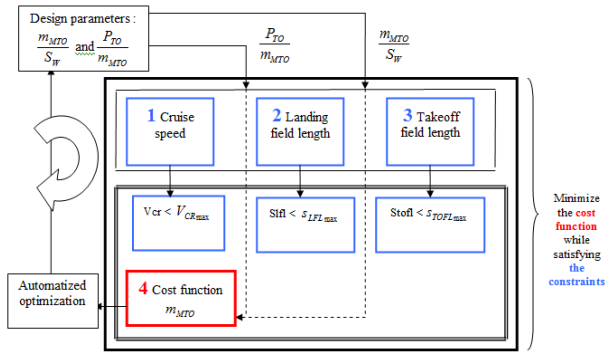 Design parameters :
m_MTO / S_W and P_TO / m_MTO
P_TO / m_MTO
m_MTO / S_W
1 Cruise
speed
2 Landing
field length
3 Takeoff
field length
Vcr < V_CRmax
Slfl < s_LFLmax
Stofl < s_TOFLmax
Minimize
the cost
function
while
satisfying
the
constraints
Automatized
optimization
4 Cost function
m_MTO